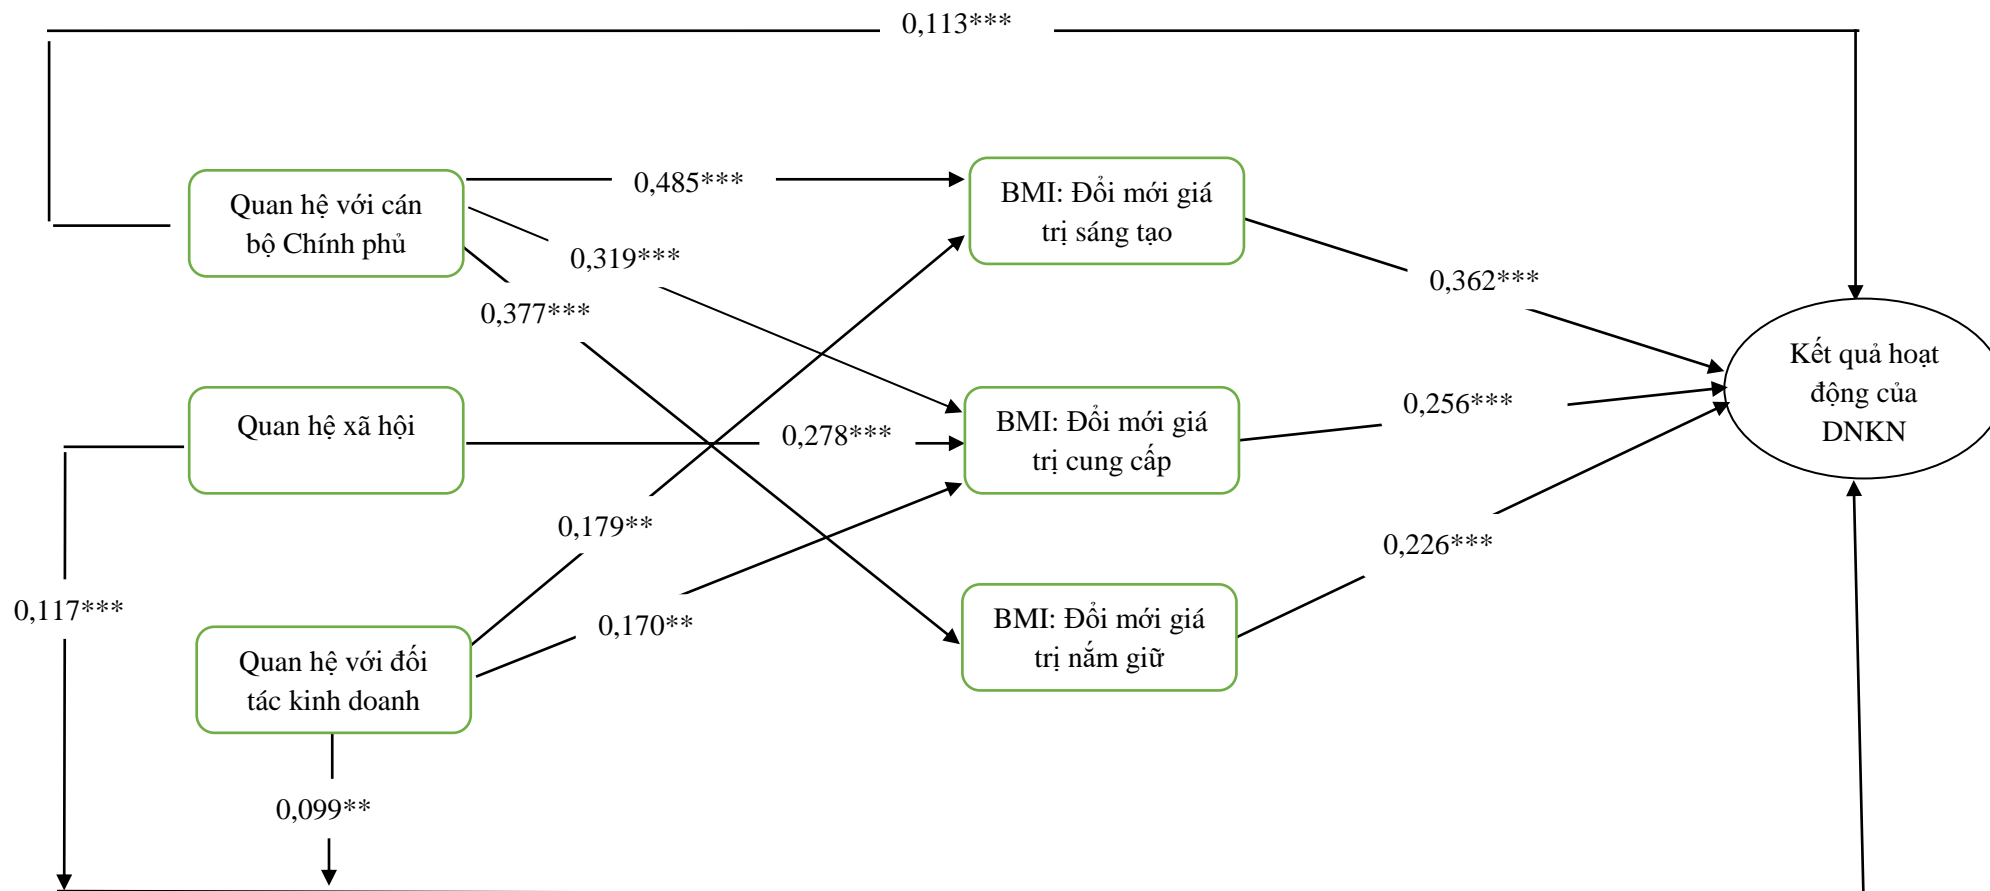 0,113***
Quan hệ với cán
bộ Chính phủ
0,485***
0,319***
0,377***
BMI: Đổi mới giá
trị sáng tạo
0,362***
Kết quả hoạt
động của
DNKN
Quan hệ xã hội
0,278***
BMI: Đổi mới giá
trị cung cấp
0,256***
0,179**
0,226***
0,117***
Quan hệ với đối
tác kinh doanh
0,170**
BMI: Đổi mới giá
trị nắm giữ
0,099**